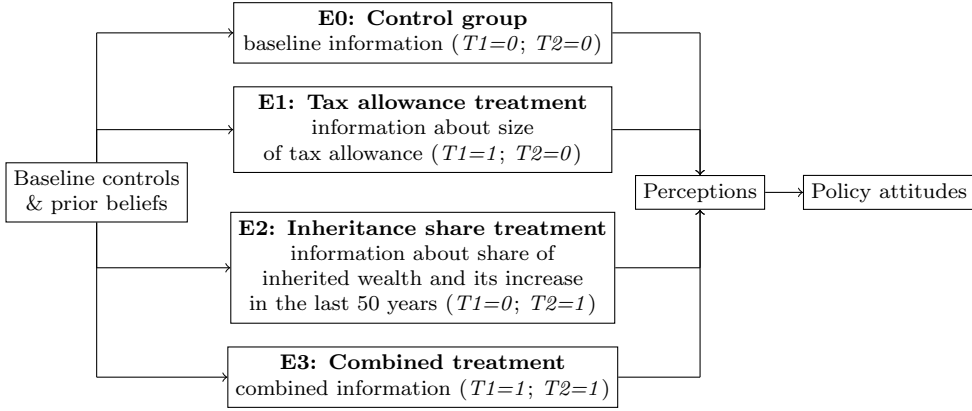 E0: Control group
baseline information (T1=0; T2=0)
E1: Tax allowance treatment
information about size
of tax allowance (T1=1; T2=0)
Baseline controls
& prior beliefs
Perceptions
Policy attitudes
E2: Inheritance share treatment
information about share of
inherited wealth and its increase
in the last 50 years (T1=0; T2=1)
E3: Combined treatment
combined information (T1=1; T2=1)